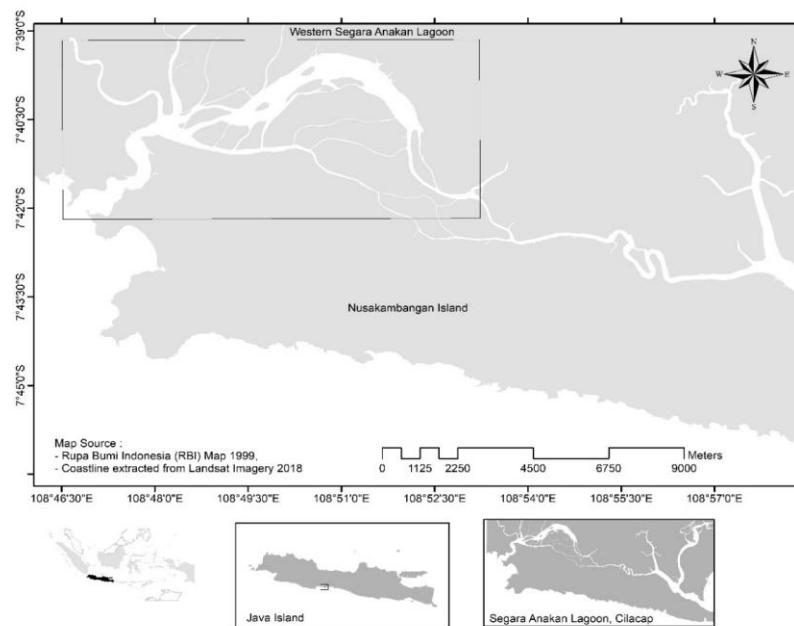 7°39'0"S
Western Segara Anakan Lagoon
N
W
E
S
7°40'30"S
7°42'0"S
7°43'30"S
Nusakambangan Island
7°45'0"S
Map Source :
- Rupa Bumi Indonesia (RBI) Map 1999,
- Coastline extracted from Landsat Imagery 2018
Meters
0 1125 2250 4500 6750 9000
108°46'30"E 108°48'0"E 108°49'30"E 108°51'0"E 108°52'30"E 108°54'0"E 108°55'30"E 108°57'0"E
Java Island
Segara Anakan Lagoon, Cilacap